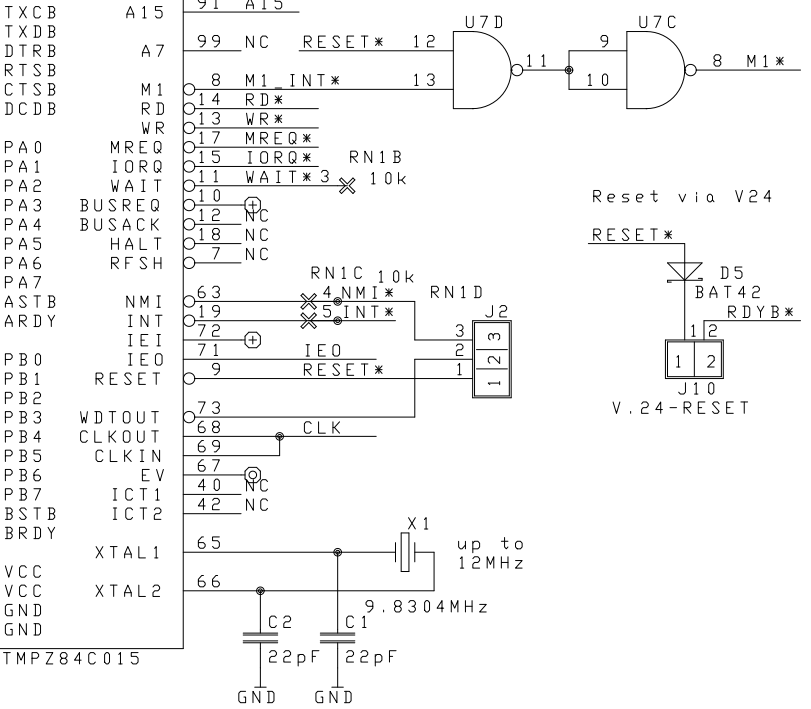 TXCB
TXDB
DTRB
RTSB
CTSB
DCDB
PA0
PA1
PA2
PA3
PA4
PA5
PA6
PA7
ASTB
ARDY
PB0
PB1
PB2
PB3
PB4
PB5
PB6
PB7
BSTB
BRDY
VCC
VCC
GND
GND
TMPZ84C015
A15 91 A15
A7 99 NC
M1 8 M1_INT*
RD 14 RD*
WR 13 WR*
MREQ 17 MREQ*
IORQ 15 IORQ*
WAIT 11 WAIT* 3
BUSREQ 10
BUSACK 12 NC
HALT 18 NC
RFSH 7 NC
NMI 63 4 NMI*
INT 19 5 INT*
IEI 72
IEO 71 IEO
RESET 9 RESET*
WDTOUT 73
CLKOUT 68 CLK
CLKIN 69
EV 67
ICT1 40 NC
ICT2 42 NC
XTAL1 65
XTAL2 66
RN1B
10k
RN1C 10k
RN1D
J2
3 3
2 2
1 1
X1
up to
12MHz
9.8304MHz
C2
22pF
GND
C1
22pF
GND
U7D
RESET* 12
13
11
U7C
9
10
8 M1*
Reset via V24
RESET*
D5
BAT42
RDYB*
1 2
1 2
J10
V.24-RESET